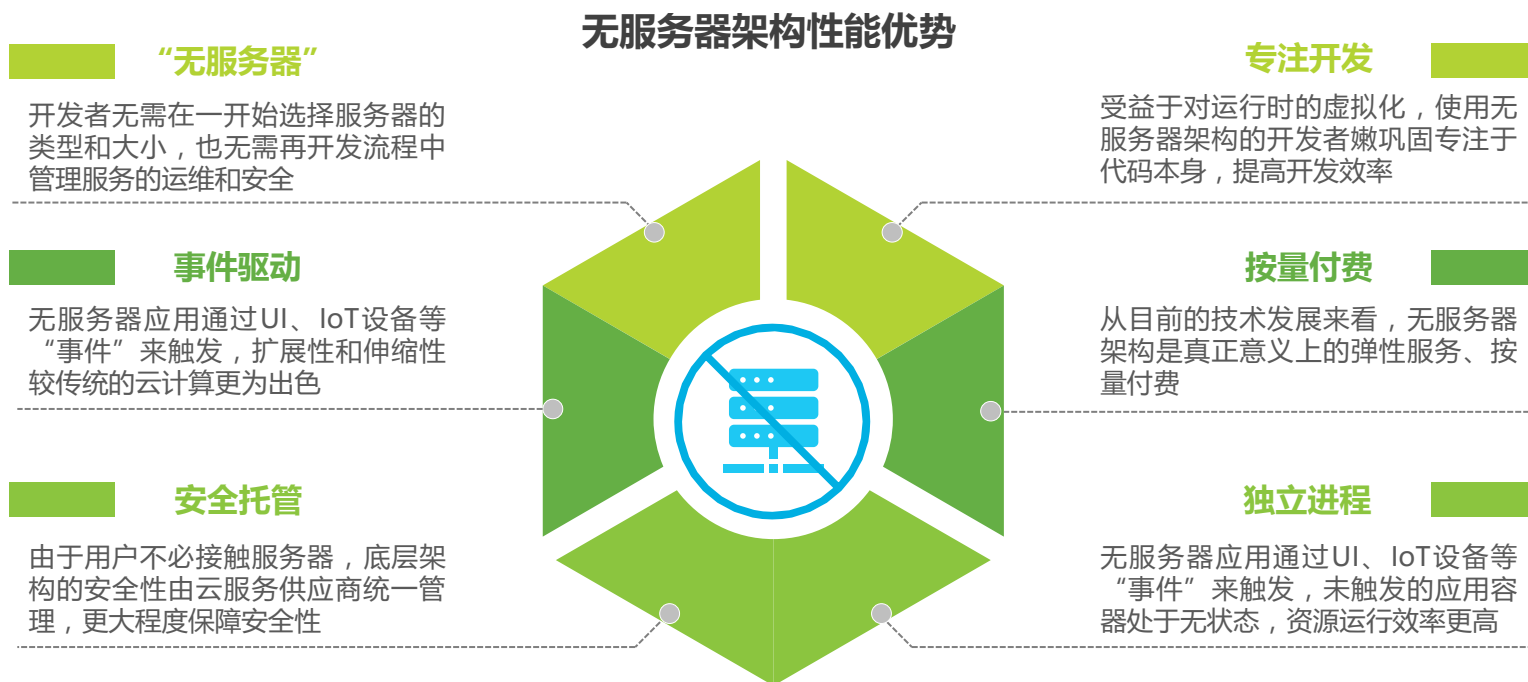 无服务器架构性能优势
“无服务器”
开发者无需在一开始选择服务器的
类型和大小，也无需再开发流程中
管理服务的运维和安全
事件驱动
无服务器应用通过UI、IoT设备等
“事件”来触发，扩展性和伸缩性
较传统的云计算更为出色
安全托管
由于用户不必接触服务器，底层架
构的安全性由云服务供应商统一管
理，更大程度保障安全性
专注开发
受益于对运行时的虚拟化，使用无
服务器架构的开发者嫩巩固专注于
代码本身，提高开发效率
按量付费
从目前的技术发展来看，无服务器
架构是真正意义上的弹性服务、按
量付费
独立进程
无服务器应用通过UI、IoT设备等
“事件”来触发，未触发的应用容
器处于无状态，资源运行效率更高